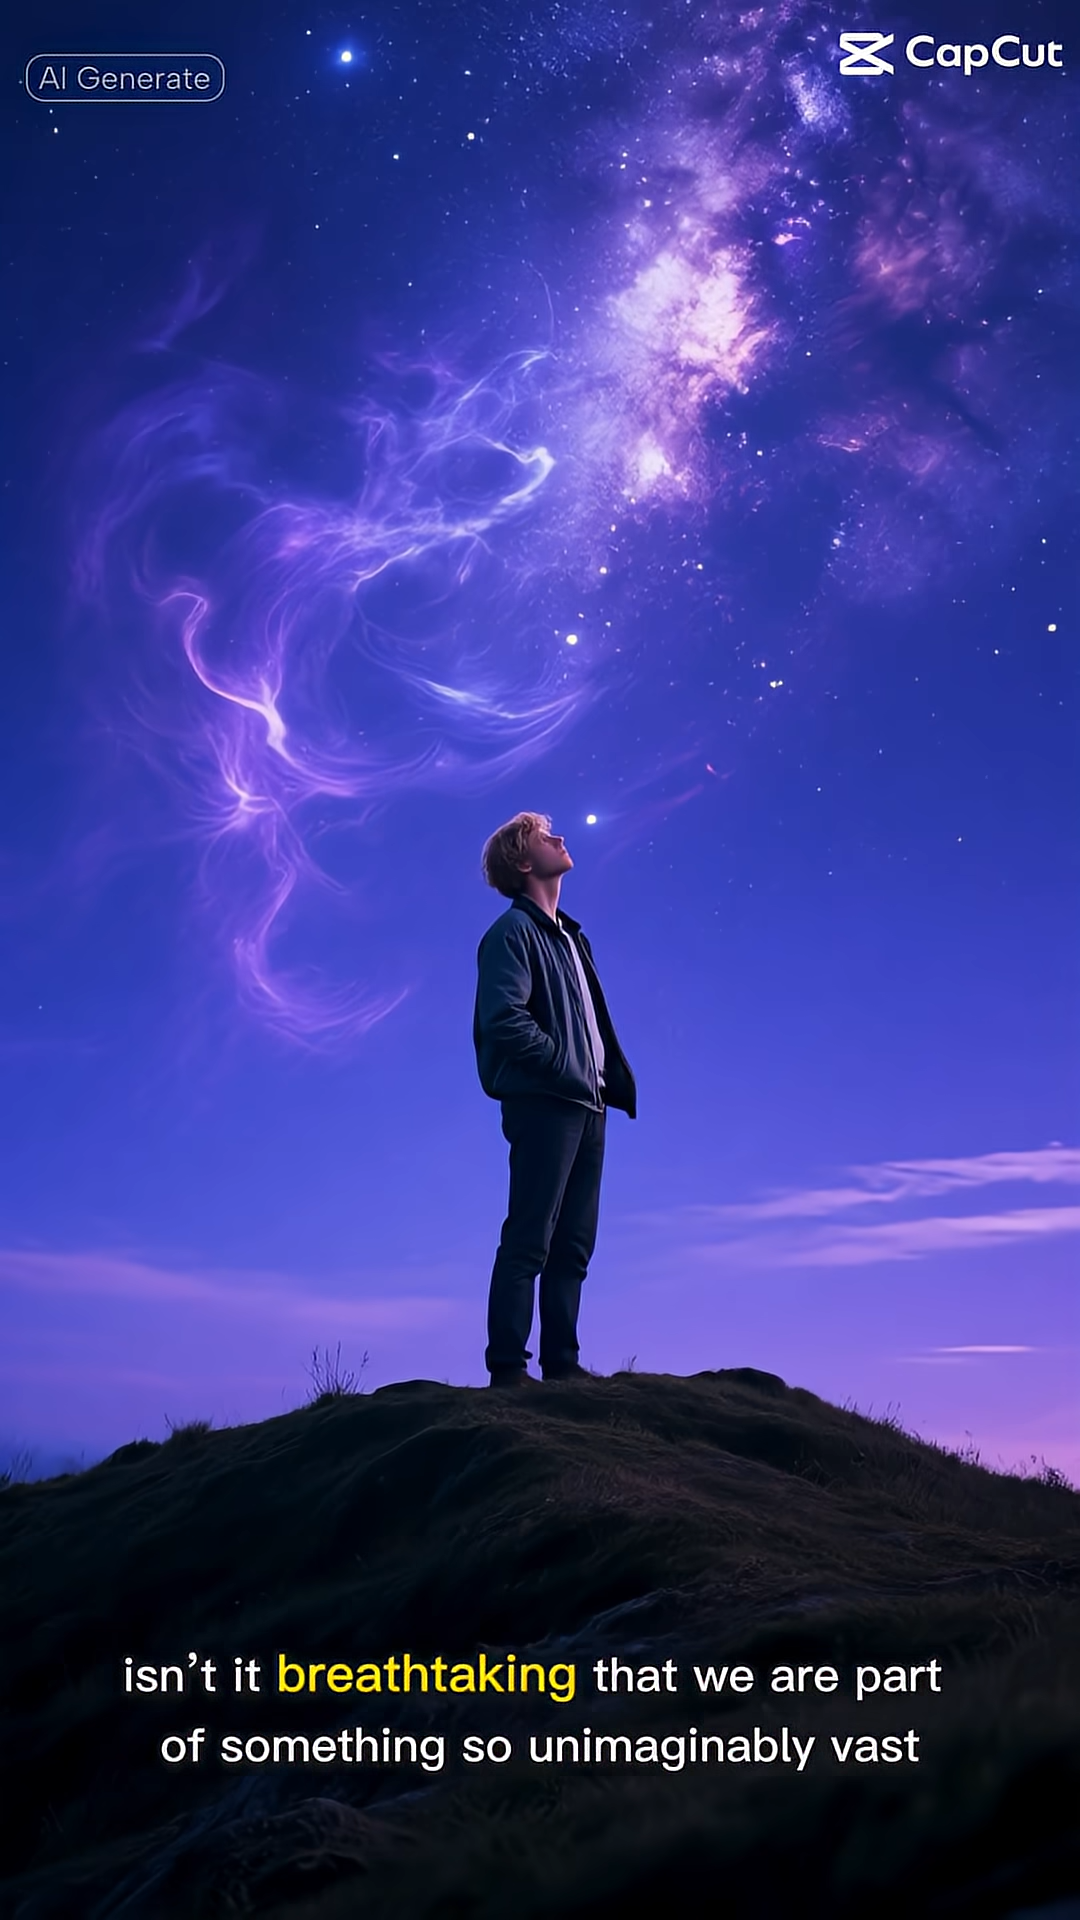 AI Generate
CapCut
isn’t it breathtaking that we are part
of something so unimaginably vast